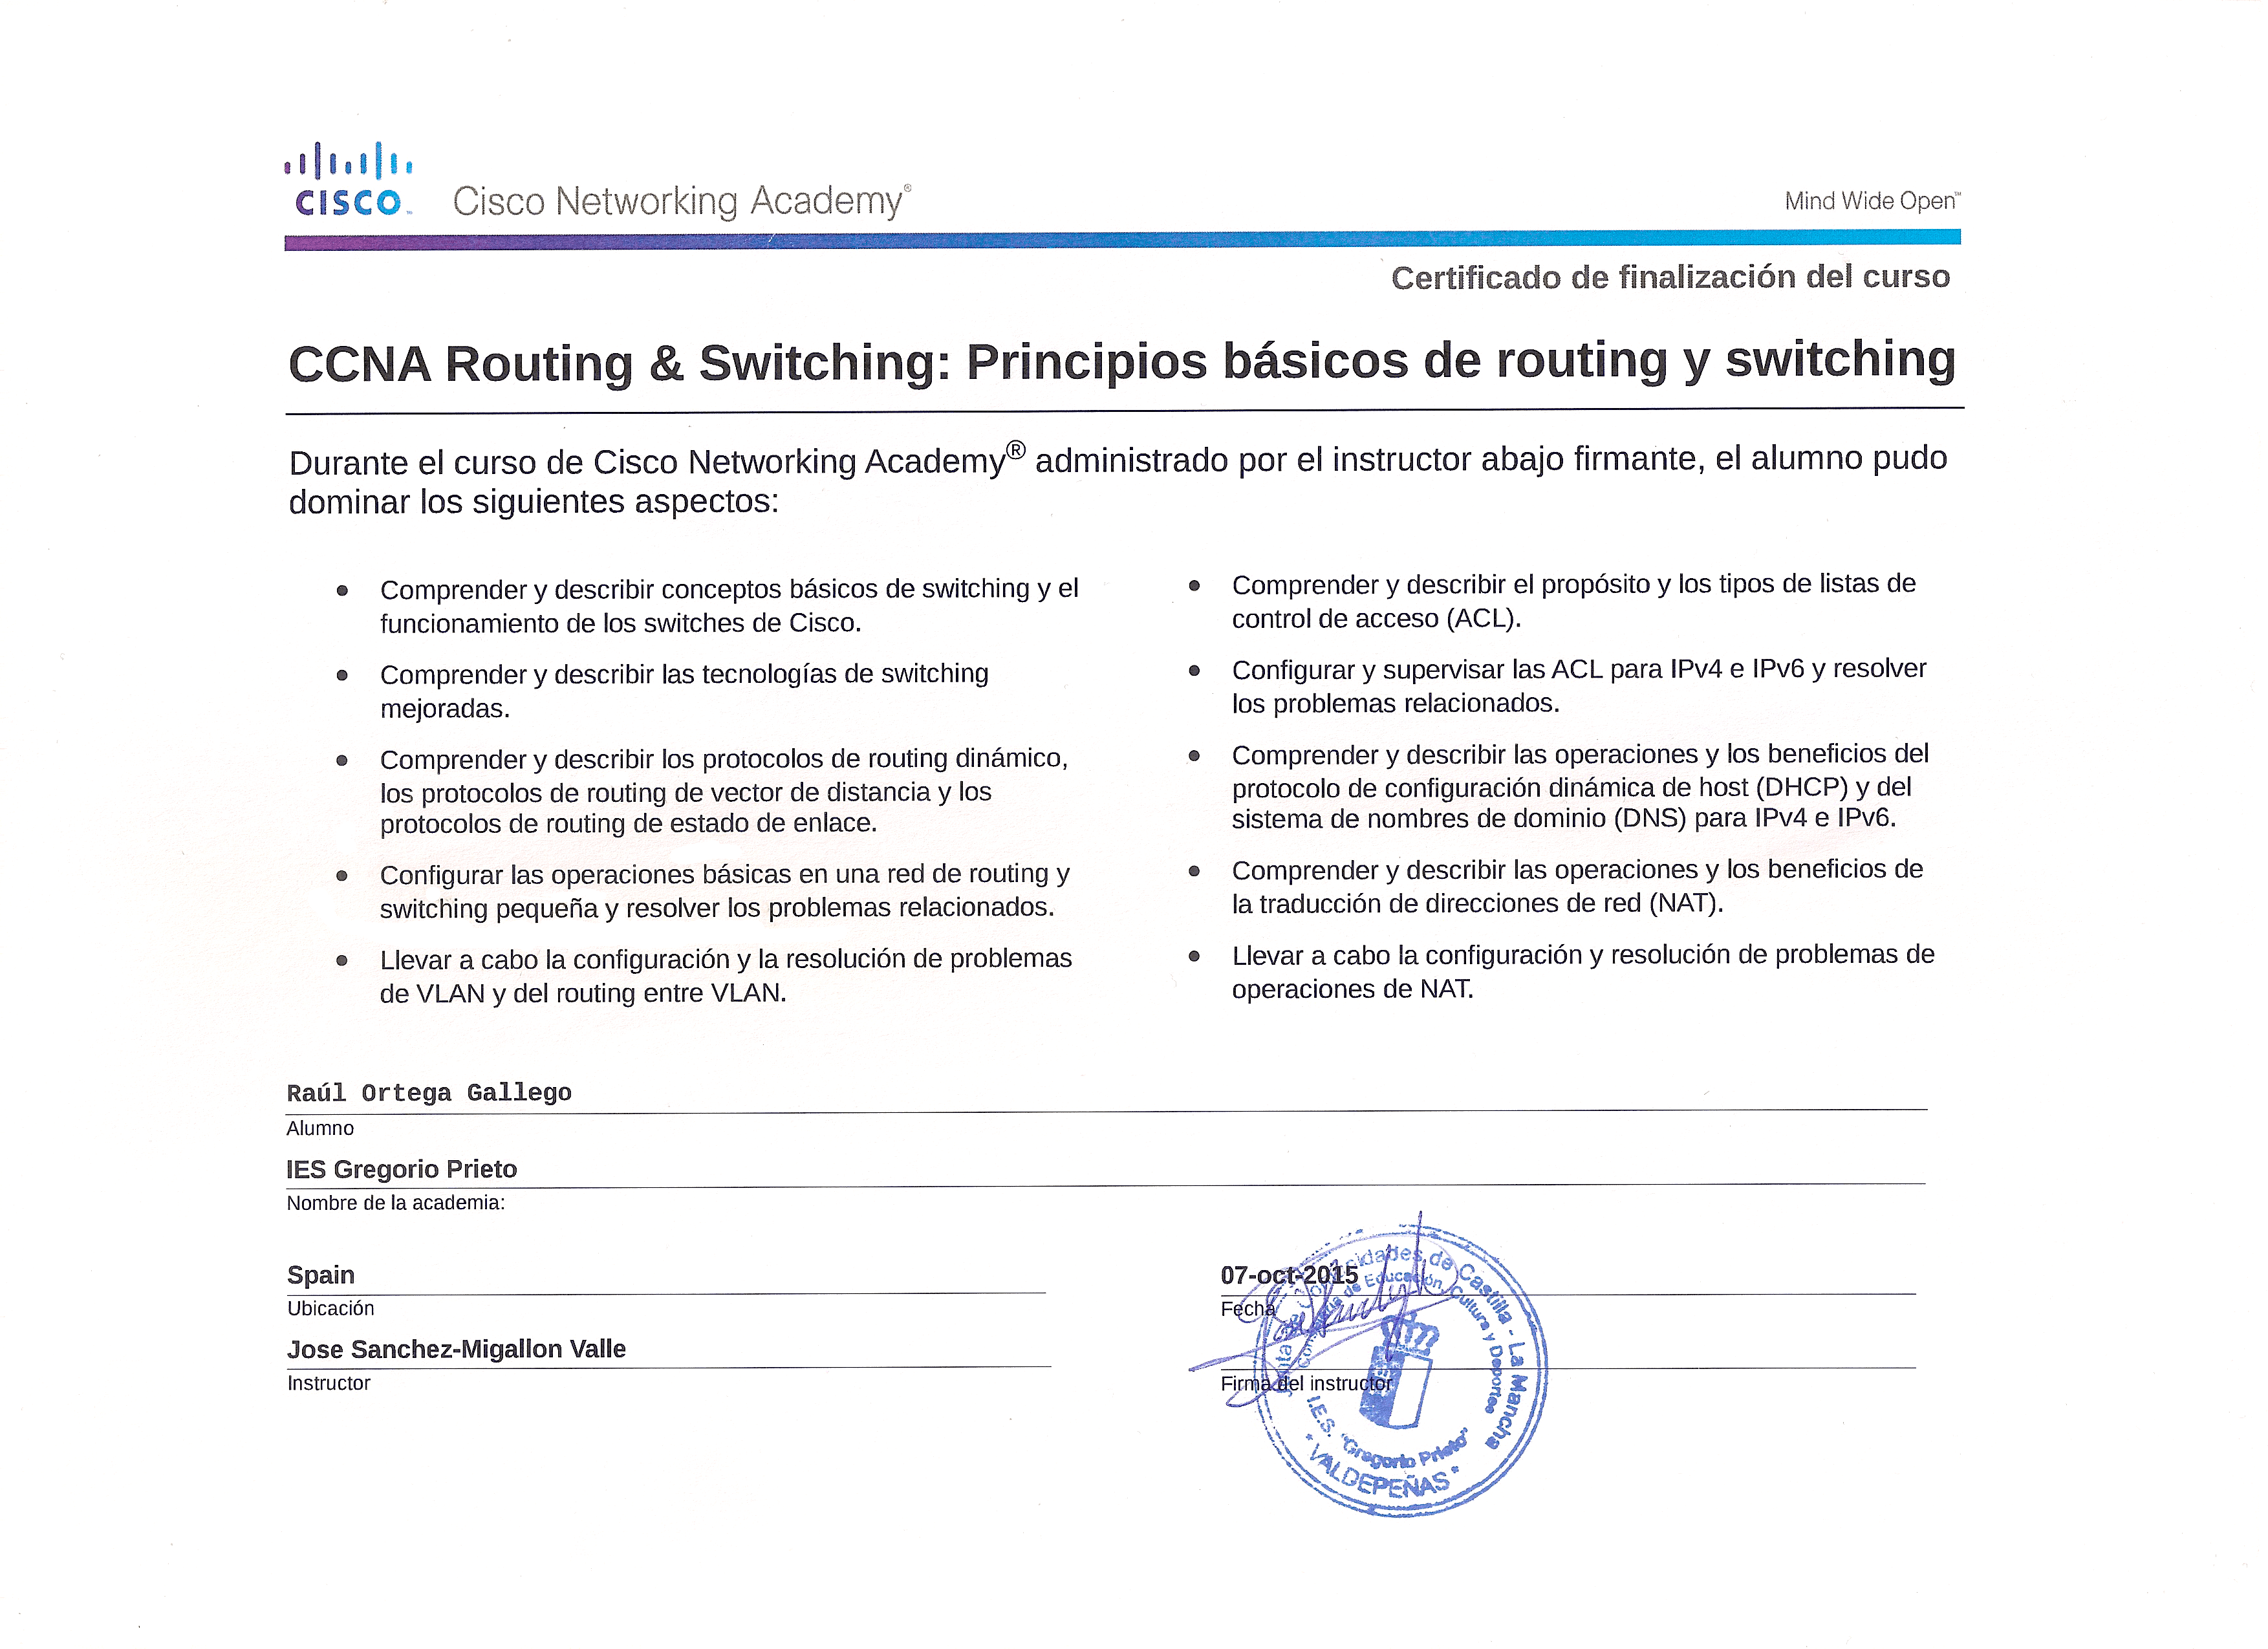 CISCO
Cisco Networking Academy®
Mind Wide Open™
Certificado de finalización del curso
CCNA Routing & Switching: Principios básicos de routing y switching
Durante el curso de Cisco Networking Academy® administrado por el instructor abajo firmante, el alumno pudo
dominar los siguientes aspectos:
• Comprender y describir conceptos básicos de switching y el
funcionamiento de los switches de Cisco.
• Comprender y describir las tecnologías de switching
mejoradas.
• Comprender y describir los protocolos de routing dinámico,
los protocolos de routing de vector de distancia y los
protocolos de routing de estado de enlace.
• Configurar las operaciones básicas en una red de routing y
switching pequeña y resolver los problemas relacionados.
• Llevar a cabo la configuración y la resolución de problemas
de VLAN y del routing entre VLAN.
• Comprender y describir el propósito y los tipos de listas de
control de acceso (ACL).
• Configurar y supervisar las ACL para IPv4 e IPv6 y resolver
los problemas relacionados.
• Comprender y describir las operaciones y los beneficios del
protocolo de configuración dinámica de host (DHCP) y del
sistema de nombres de dominio (DNS) para IPv4 e IPv6.
• Comprender y describir las operaciones y los beneficios de
la traducción de direcciones de red (NAT).
• Llevar a cabo la configuración y resolución de problemas de
operaciones de NAT.
Raúl Ortega Gallego
Alumno
IES Gregorio Prieto
Nombre de la academia:
Spain
Ubicación
07-oct-2015
Fecha
Jose Sanchez-Migallon Valle
Instructor
Firma del instructor
de Castilla - La Mancha
de Educación, Cultura y Deportes
I.E.S. "Gregorio Prieto"
* VALDEPEÑAS *